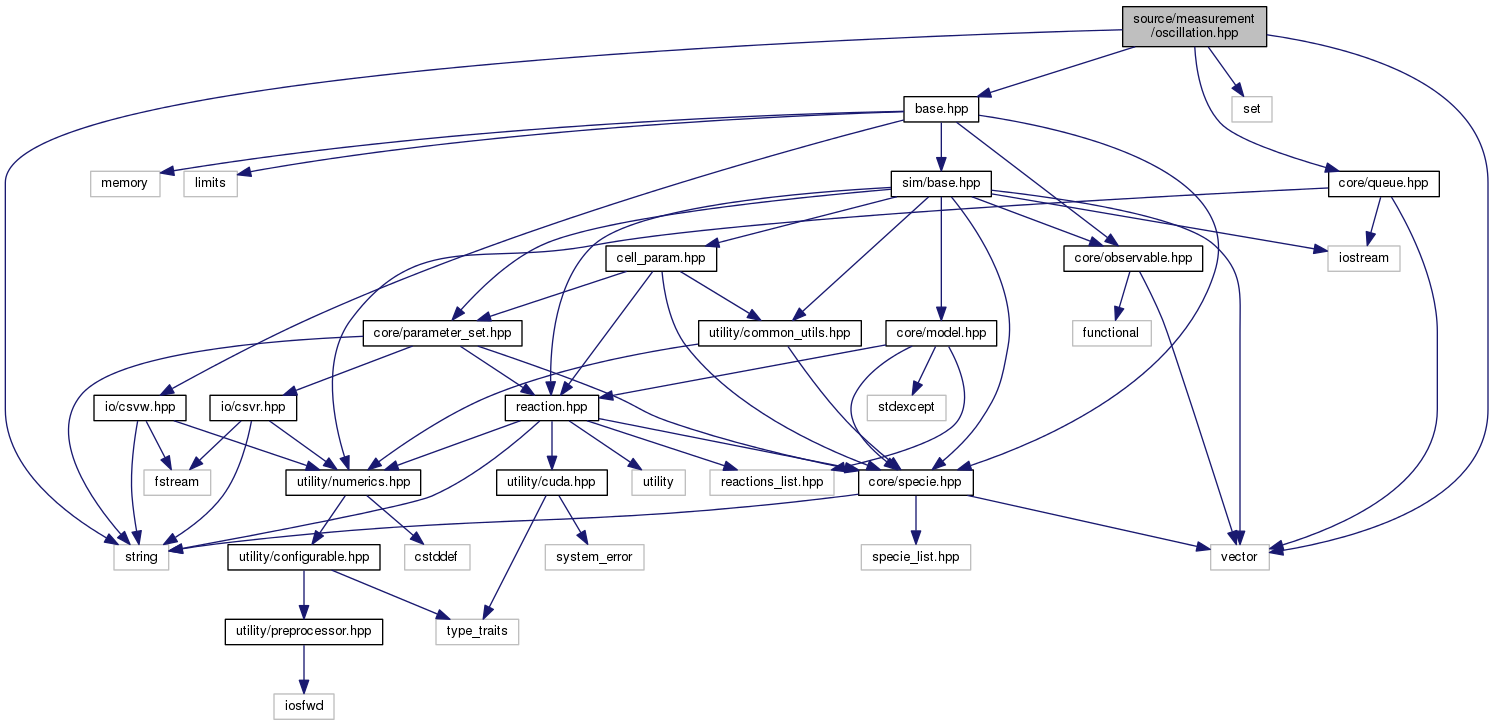 source/measurement
/oscillation.hpp
base.hpp
set
memory
limits
sim/base.hpp
core/queue.hpp
cell_param.hpp
core/observable.hpp
iostream
core/parameter_set.hpp
utility/common_utils.hpp
core/model.hpp
functional
io/csvw.hpp
io/csvr.hpp
reaction.hpp
stdexcept
fstream
utility/numerics.hpp
utility/cuda.hpp
utility
reactions_list.hpp
core/specie.hpp
string
utility/configurable.hpp
cstddef
system_error
specie_list.hpp
vector
utility/preprocessor.hpp
type_traits
iosfwd